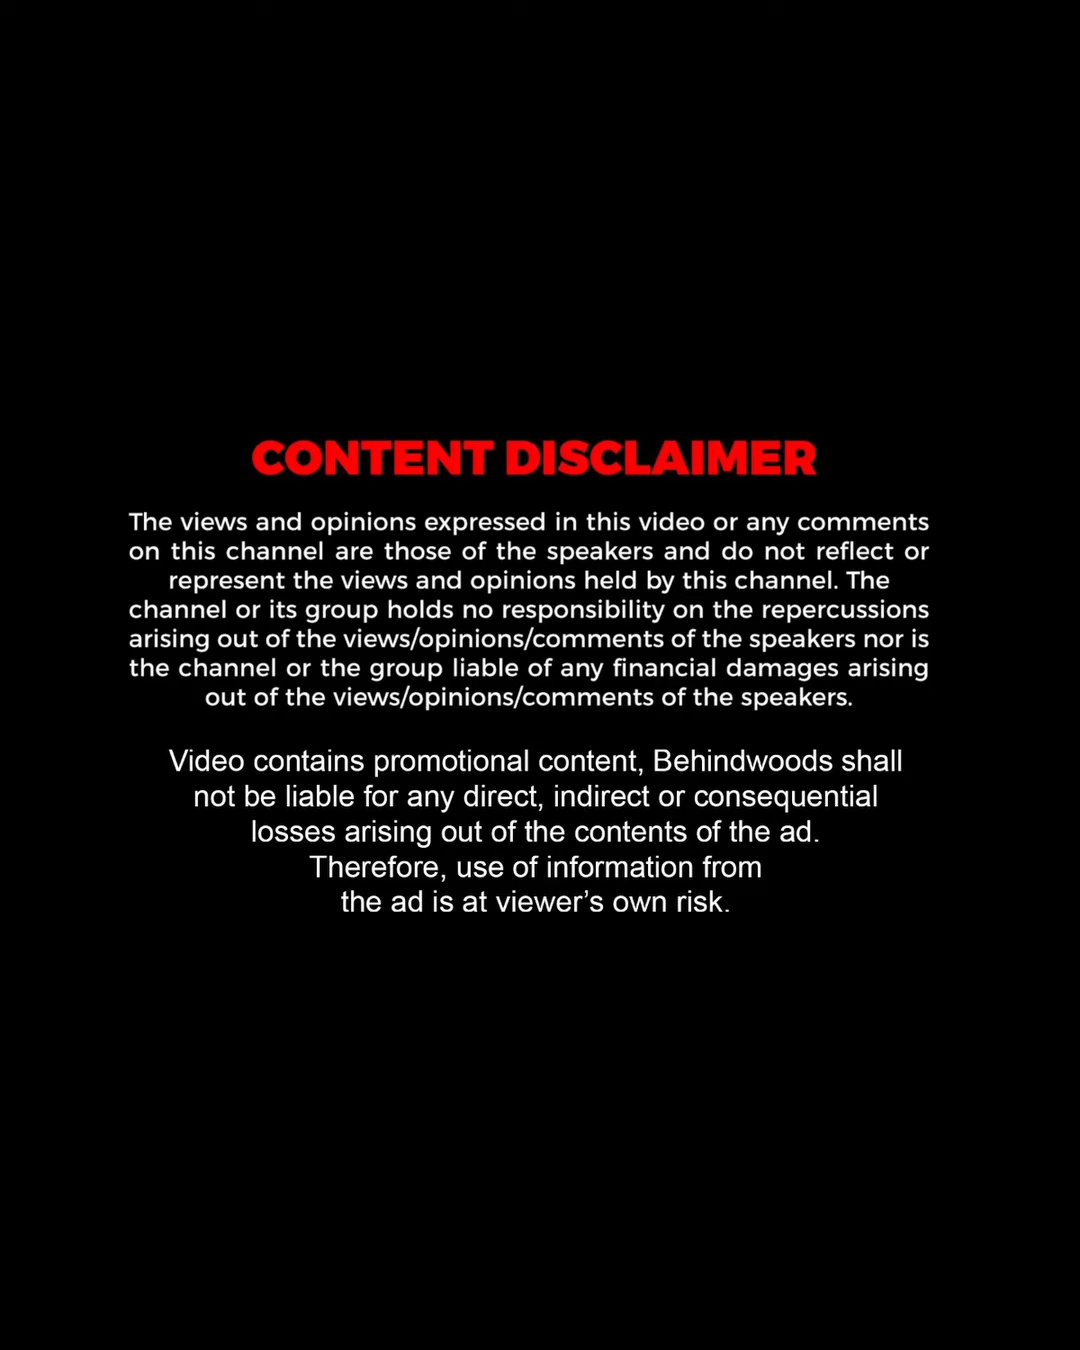 CONTENT DISCLAIMER
The views and opinions expressed in this video or any comments
on this channel are those of the speakers and do not reflect or
represent the views and opinions held by this channel. The
channel or its group holds no responsibility on the repercussions
arising out of the views/opinions/comments of the speakers nor is
the channel or the group liable of any financial damages arising
out of the views/opinions/comments of the speakers.
Video contains promotional content, Behindwoods shall
not be liable for any direct, indirect or consequential
losses arising out of the contents of the ad.
Therefore, use of information from
the ad is at viewer’s own risk.